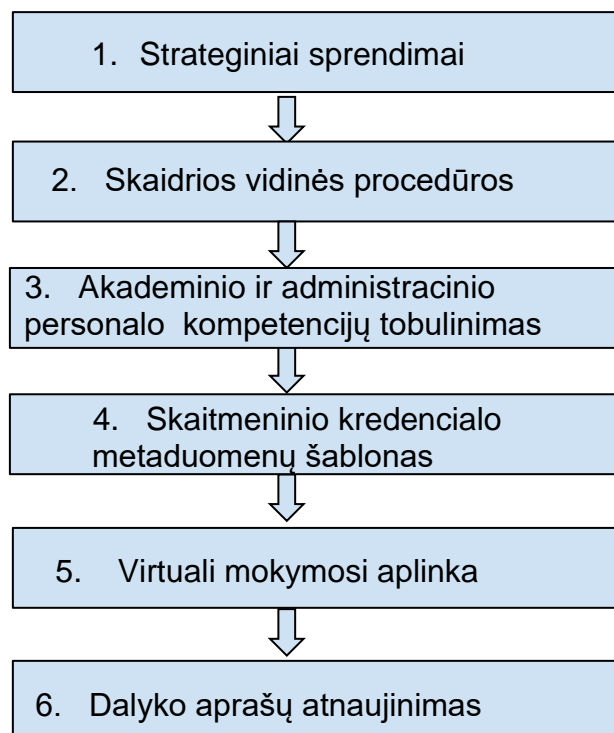 1. Strateginiai sprendimai
2. Skaidrios vidinės procedūros
3. Akademinio ir administracinio
personalo kompetencijų tobulinimas
4. Skaitmeninio kredencialo
metaduomenų šablonas
5. Virtuali mokymosi aplinka
6. Dalyko aprašų atnaujinimas